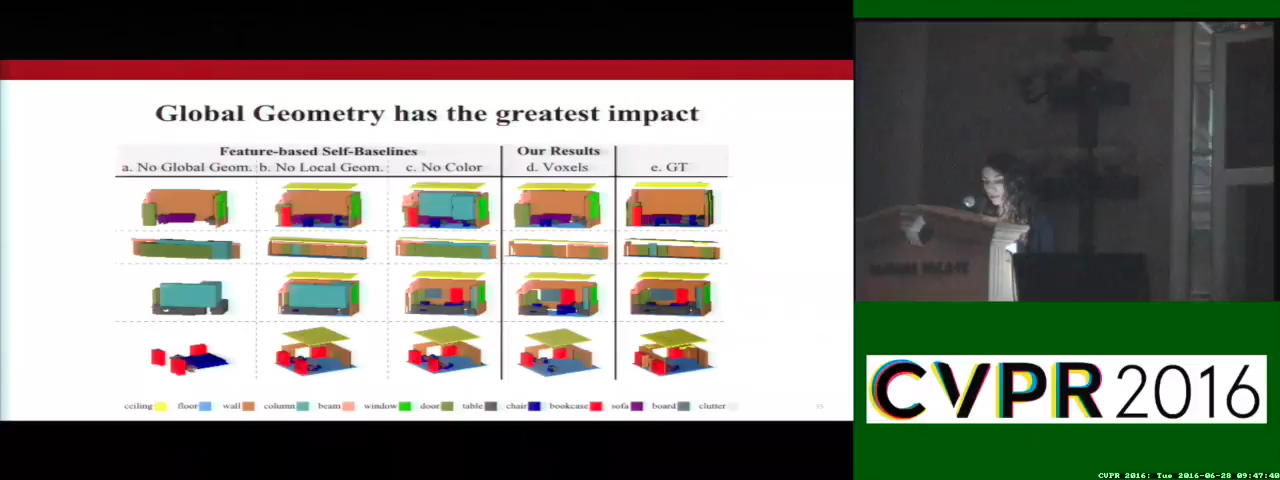 Global Geometry has the greatest impact
Feature-based Self-Baselines
Our Results
a. No Global Geom.
b. No Local Geom.
c. No Color
d. Voxels
e. GT
ceiling floor wall column beam window door table chair bookcase sofa board clutter
55
CVPR 2016
CVPR 2016: Tue 2016-06-28 09:47:40